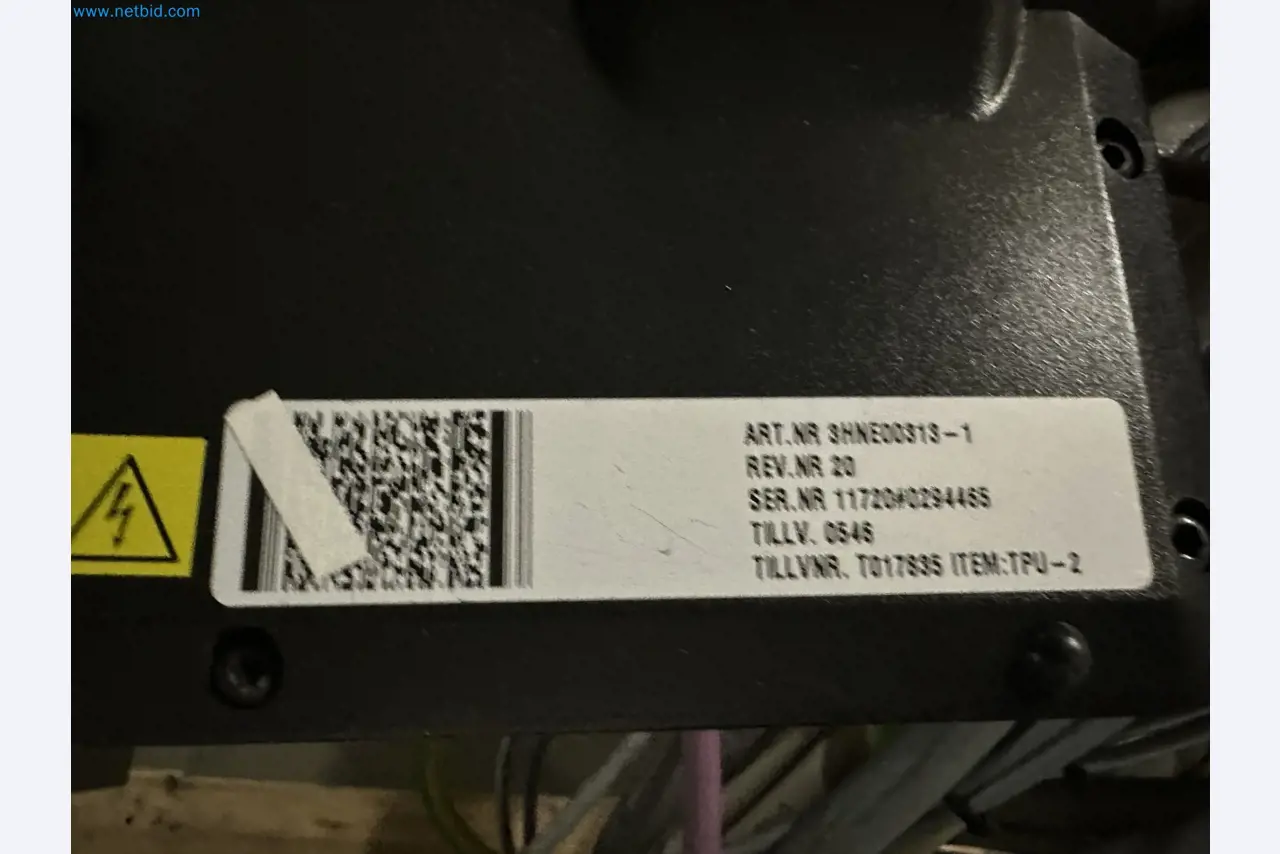 www.netbid.com
ART.NR 3HNE00313-1
REV.NR 20
SER.NR 11720#0294465
TILLV. 0546
TILLVNR. T017835 ITEM:TPU-2